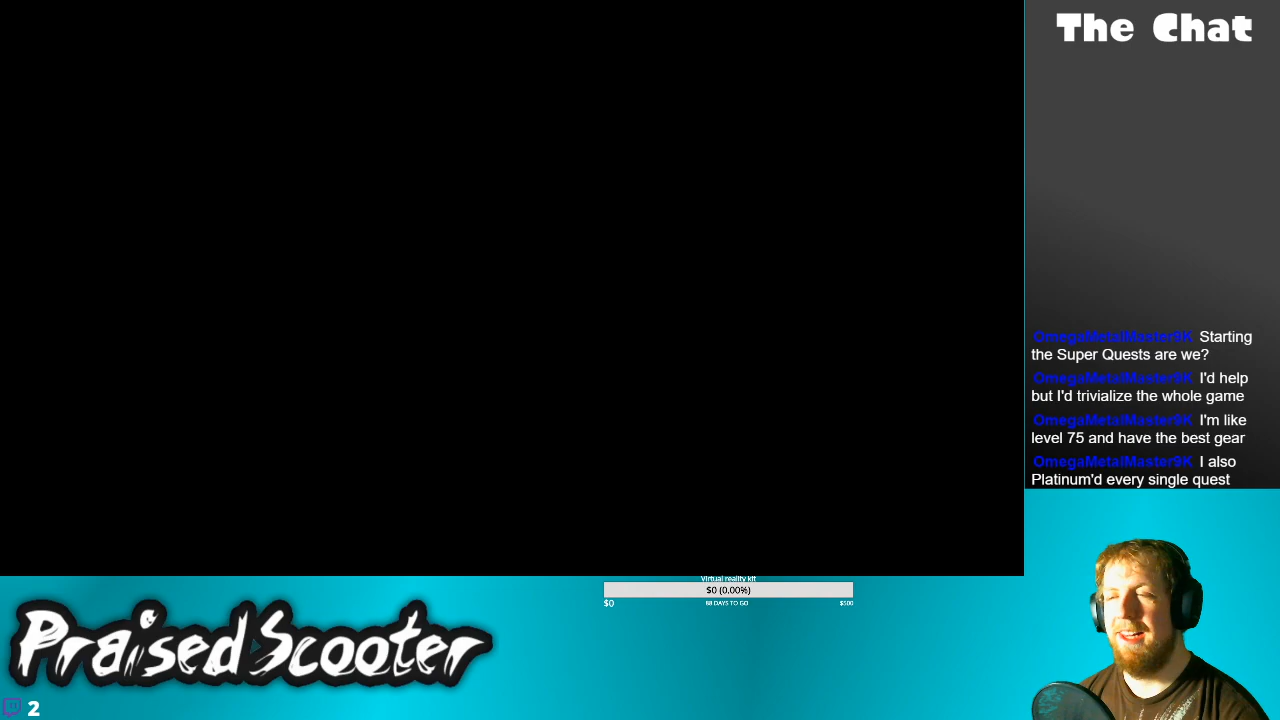 The Chat
OmegaMetalMaster9K Starting
the Super Quests are we?
OmegaMetalMaster9K I'd help
but I'd trivialize the whole game
OmegaMetalMaster9K I'm like
level 75 and have the best gear
OmegaMetalMaster9K I also
Platinum'd every single quest
Virtual reality kit
$0 (0.00%)
$0 88 DAYS TO GO $500
PraisedScooter
2